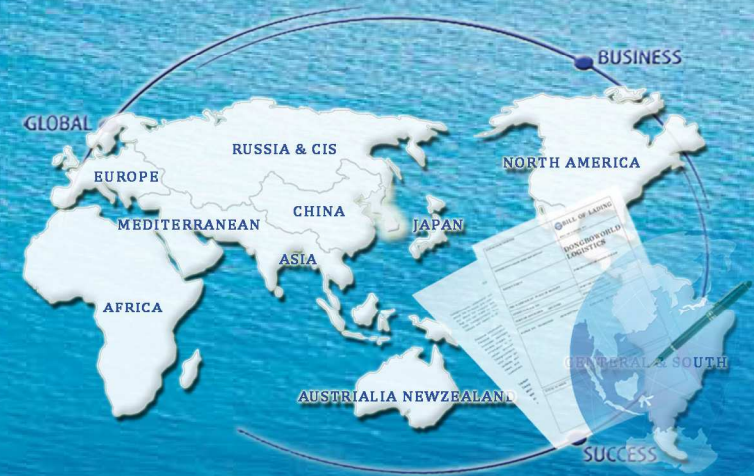 BUSINESS
GLOBAL
RUSSIA & CIS
NORTH AMERICA
EUROPE
CHINA
MEDITERRANEAN
JAPAN
BILL OF LADING
DONGBOWORLD
LOGISTICS
ASIA
AFRICA
CENTERAL & SOUTH
AUSTRIALIA NEWZEALAND
SUCCESS